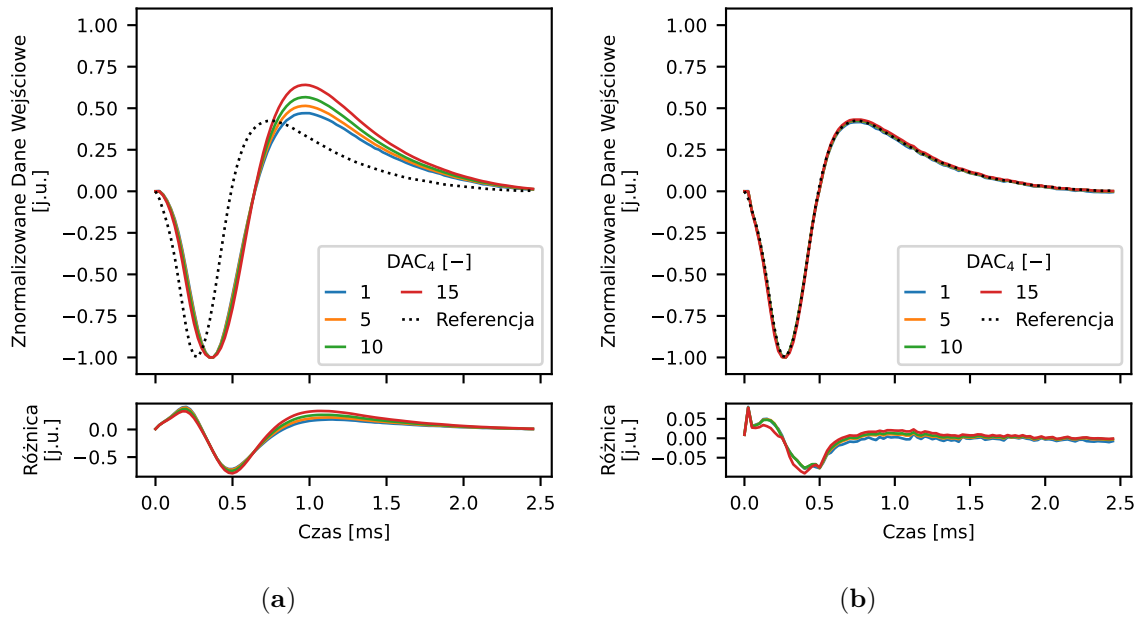 Znormalizowane Dane Wejściowe
[j.u.]
1.00
0.75
0.50
0.25
0.00
−0.25
−0.50
−0.75
−1.00
DAC₄ [−]
1
5
10
15
Referencja
Różnica
[j.u.]
0.0
−0.5
0.0
0.5
1.0
1.5
2.0
2.5
Czas [ms]
(a)
Znormalizowane Dane Wejściowe
[j.u.]
1.00
0.75
0.50
0.25
0.00
−0.25
−0.50
−0.75
−1.00
DAC₄ [−]
1
5
10
15
Referencja
Różnica
[j.u.]
0.05
0.00
−0.05
0.0
0.5
1.0
1.5
2.0
2.5
Czas [ms]
(b)